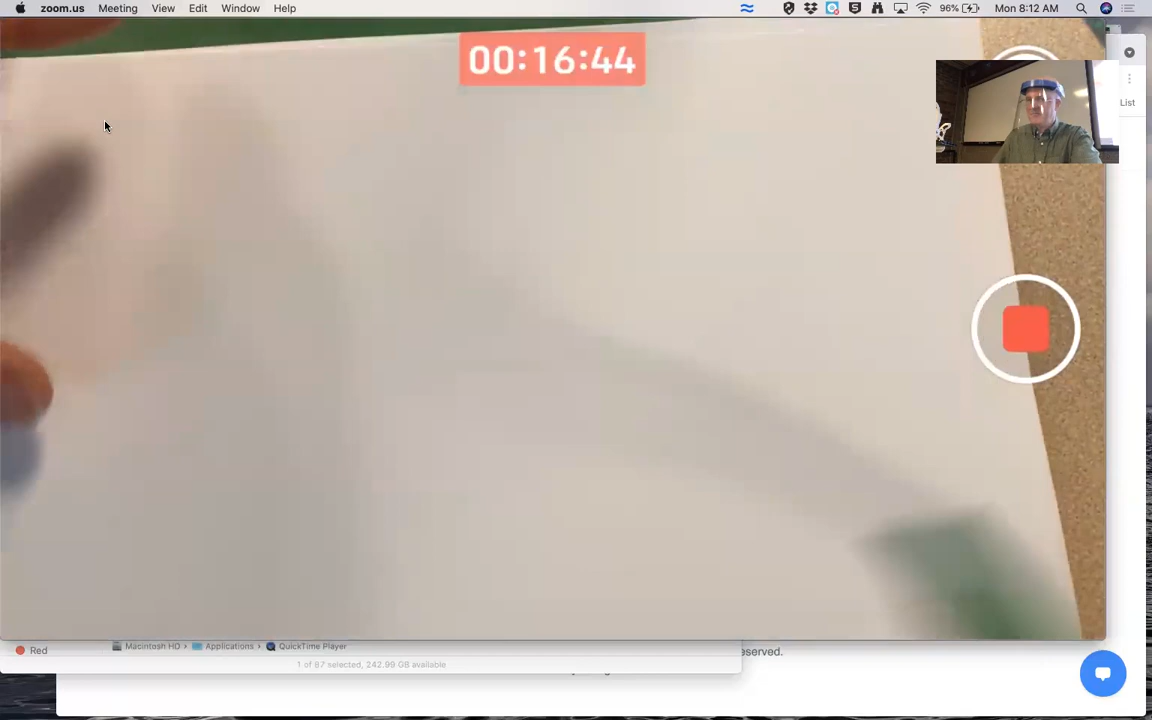 zoom.us Meeting View Edit Window Help 96% Mon 8:12 AM
00:16:44
List
Red
Macintosh HD › Applications › QuickTime Player
1 of 87 selected, 242.99 GB available
eserved.